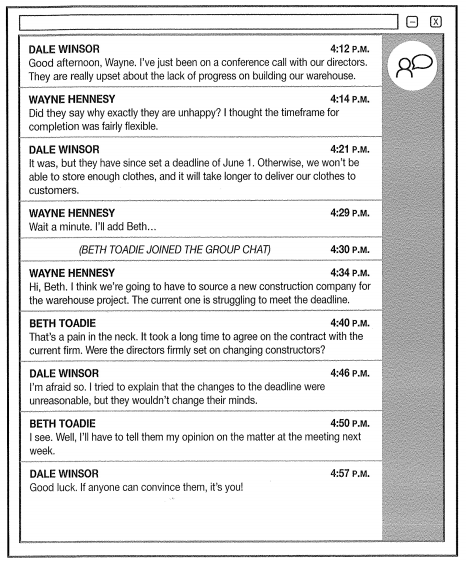 DALE WINSOR 4:12 P.M.
Good afternoon, Wayne. I've just been on a conference call with our directors.
They are really upset about the lack of progress on building our warehouse.
WAYNE HENNESY 4:14 P.M.
Did they say why exactly they are unhappy? I thought the timeframe for
completion was fairly flexible.
DALE WINSOR 4:21 P.M.
It was, but they have since set a deadline of June 1. Otherwise, we won't be
able to store enough clothes, and it will take longer to deliver our clothes to
customers.
WAYNE HENNESY 4:29 P.M.
Wait a minute. I'll add Beth...
(BETH TOADIE JOINED THE GROUP CHAT) 4:30 P.M.
WAYNE HENNESY 4:34 P.M.
Hi, Beth. I think we're going to have to source a new construction company for
the warehouse project. The current one is struggling to meet the deadline.
BETH TOADIE 4:40 P.M.
That's a pain in the neck. It took a long time to agree on the contract with the
current firm. Were the directors firmly set on changing constructors?
DALE WINSOR 4:46 P.M.
I'm afraid so. I tried to explain that the changes to the deadline were
unreasonable, but they wouldn't change their minds.
BETH TOADIE 4:50 P.M.
I see. Well, I'll have to tell them my opinion on the matter at the meeting next
week.
DALE WINSOR 4:57 P.M.
Good luck. If anyone can convince them, it's you!